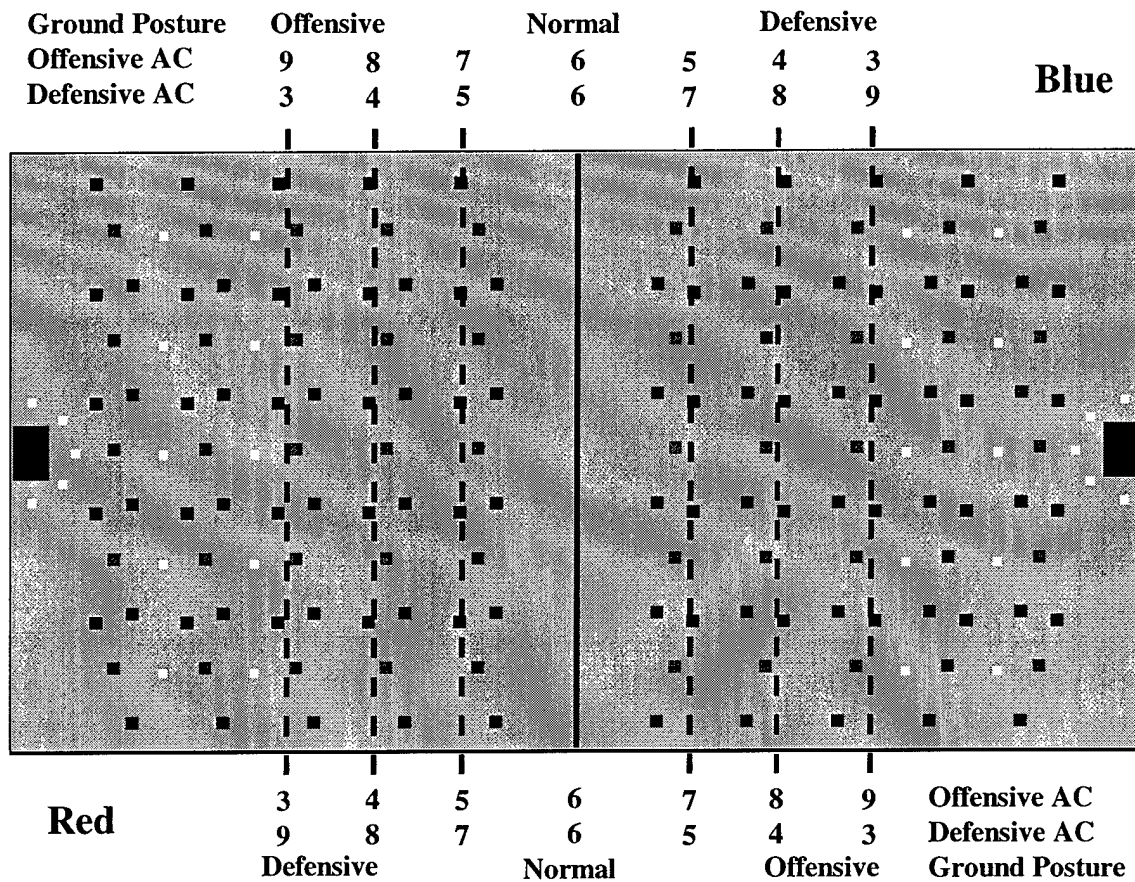 Ground Posture Offensive Normal Defensive
Offensive AC 9 8 7 6 5 4 3
Defensive AC 3 4 5 6 7 8 9
Blue
Red
3 4 5 6 7 8 9 Offensive AC
9 8 7 6 5 4 3 Defensive AC
Defensive Normal Offensive Ground Posture